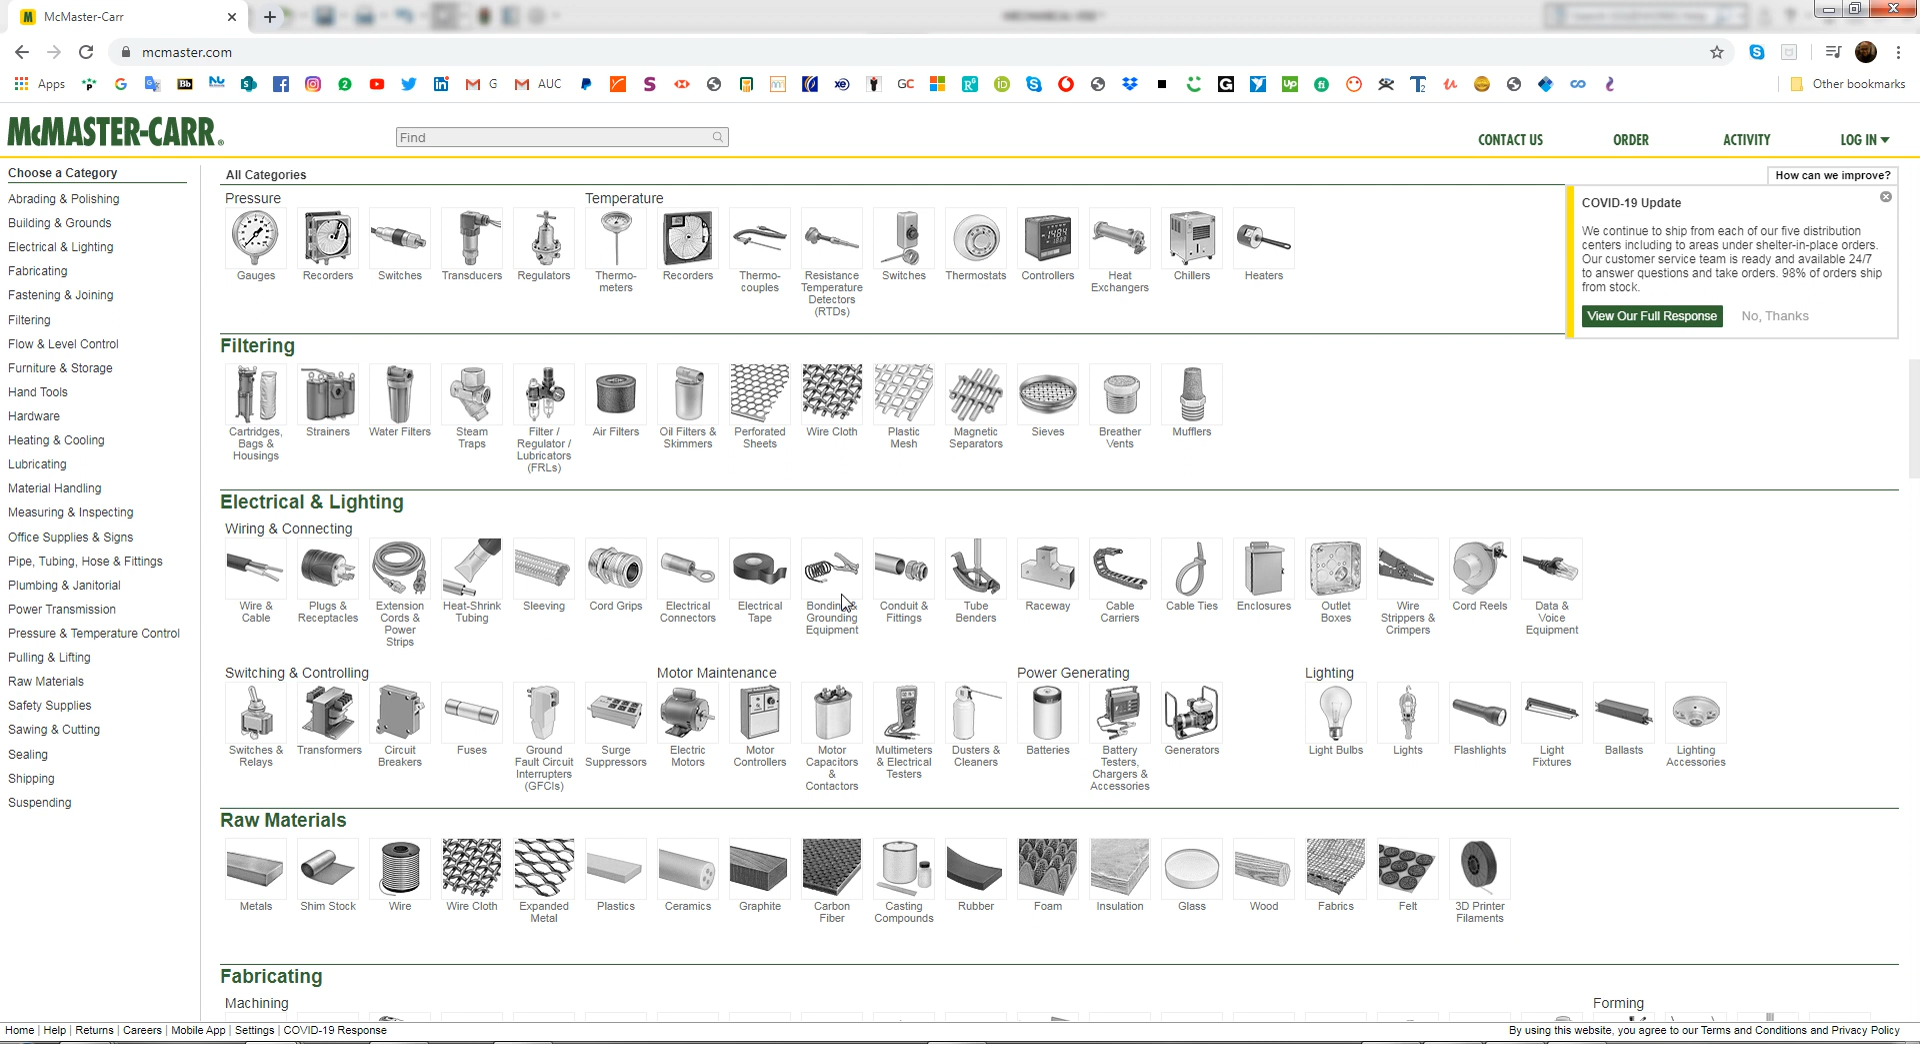 McMaster-Carr
mcmaster.com
Apps
G
AUC
Other bookmarks
McMASTER-CARR.
Find
CONTACT US
ORDER
ACTIVITY
LOG IN
Choose a Category
Abrading & Polishing
Building & Grounds
Electrical & Lighting
Fabricating
Fastening & Joining
Filtering
Flow & Level Control
Furniture & Storage
Hand Tools
Hardware
Heating & Cooling
Lubricating
Material Handling
Measuring & Inspecting
Office Supplies & Signs
Pipe, Tubing, Hose & Fittings
Plumbing & Janitorial
Power Transmission
Pressure & Temperature Control
Pulling & Lifting
Raw Materials
Safety Supplies
Sawing & Cutting
Sealing
Shipping
Suspending
All Categories
How can we improve?
Pressure
Gauges
Recorders
Switches
Transducers
Regulators
Temperature
Thermo-
meters
Recorders
Thermo-
couples
Resistance
Temperature
Detectors
(RTDs)
Switches
Thermostats
Controllers
Heat
Exchangers
Chillers
Heaters
COVID-19 Update
We continue to ship from each of our five distribution
centers including to areas under shelter-in-place orders.
Our customer service team is ready and available 24/7
to answer questions and take orders. 98% of orders ship
from stock.
View Our Full Response
No, Thanks
Filtering
Cartridges,
Bags &
Housings
Strainers
Water Filters
Steam
Traps
Filter /
Regulator /
Lubricators
(FRLs)
Air Filters
Oil Filters &
Skimmers
Perforated
Sheets
Wire Cloth
Plastic
Mesh
Magnetic
Separators
Sieves
Breather
Vents
Mufflers
Electrical & Lighting
Wiring & Connecting
Wire &
Cable
Plugs &
Receptacles
Extension
Cords &
Power
Strips
Heat-Shrink
Tubing
Sleeving
Cord Grips
Electrical
Connectors
Electrical
Tape
Bonding &
Grounding
Equipment
Conduit &
Fittings
Tube
Benders
Raceway
Cable
Carriers
Cable Ties
Enclosures
Outlet
Boxes
Wire
Strippers &
Crimpers
Cord Reels
Data &
Voice
Equipment
Switching & Controlling
Switches &
Relays
Transformers
Circuit
Breakers
Fuses
Ground
Fault Circuit
Interrupters
(GFCIs)
Surge
Suppressors
Motor Maintenance
Electric
Motors
Motor
Controllers
Motor
Capacitors
&
Contactors
Multimeters
& Electrical
Testers
Dusters &
Cleaners
Power Generating
Batteries
Battery
Testers,
Chargers &
Accessories
Generators
Lighting
Light Bulbs
Lights
Flashlights
Light
Fixtures
Ballasts
Lighting
Accessories
Raw Materials
Metals
Shim Stock
Wire
Wire Cloth
Expanded
Metal
Plastics
Ceramics
Graphite
Carbon
Fiber
Casting
Compounds
Rubber
Foam
Insulation
Glass
Wood
Fabrics
Felt
3D Printer
Filaments
Fabricating
Machining
Forming
Home | Help | Returns | Careers | Mobile App | Settings | COVID-19 Response
By using this website, you agree to our Terms and Conditions and Privacy Policy